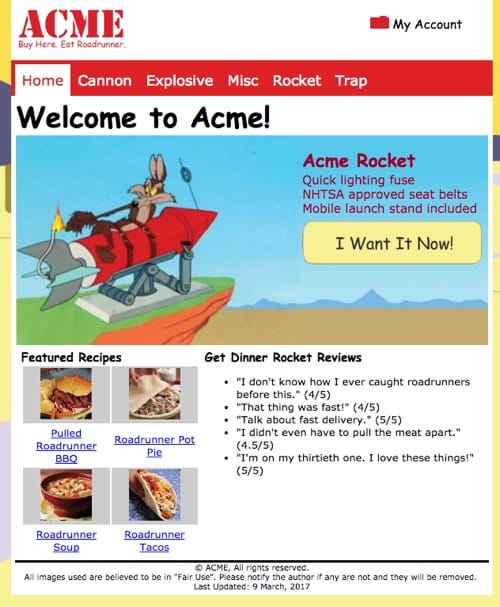 ACME
Buy Here. Eat Roadrunner.
My Account
Home Cannon Explosive Misc Rocket Trap
Welcome to Acme!
Acme Rocket
Quick lighting fuse
NHTSA approved seat belts
Mobile launch stand included
I Want It Now!
Featured Recipes
Pulled
Roadrunner
BBQ
Roadrunner Pot
Pie
Roadrunner
Soup
Roadrunner
Tacos
Get Dinner Rocket Reviews
• "I don't know how I ever caught roadrunners
before this." (4/5)
• "That thing was fast!" (4/5)
• "Talk about fast delivery." (5/5)
• "I didn't even have to pull the meat apart."
(4.5/5)
• "I'm on my thirtieth one. I love these things!"
(5/5)
© ACME, All rights reserved.
All images used are believed to be in "Fair Use". Please notify the author if any are not and they will be removed.
Last Updated: 9 March, 2017